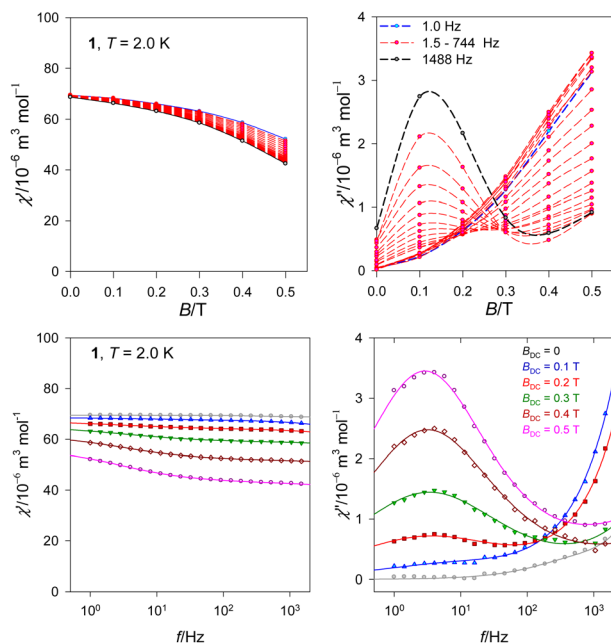 1, T = 2.0 K
χ'/10⁻⁶ m³ mol⁻¹
100
80
60
40
20
0
0.0 0.1 0.2 0.3 0.4 0.5
B/T
1.0 Hz
1.5 - 744 Hz
1488 Hz
χ"/10⁻⁶ m³ mol⁻¹
4
3
2
1
0
0.0 0.1 0.2 0.3 0.4 0.5
B/T
1, T = 2.0 K
χ'/10⁻⁶ m³ mol⁻¹
100
80
60
40
20
0
10⁰ 10¹ 10² 10³
f/Hz
B_DC = 0
B_DC = 0.1 T
B_DC = 0.2 T
B_DC = 0.3 T
B_DC = 0.4 T
B_DC = 0.5 T
χ"/10⁻⁶ m³ mol⁻¹
4
3
2
1
0
10⁰ 10¹ 10² 10³
f/Hz